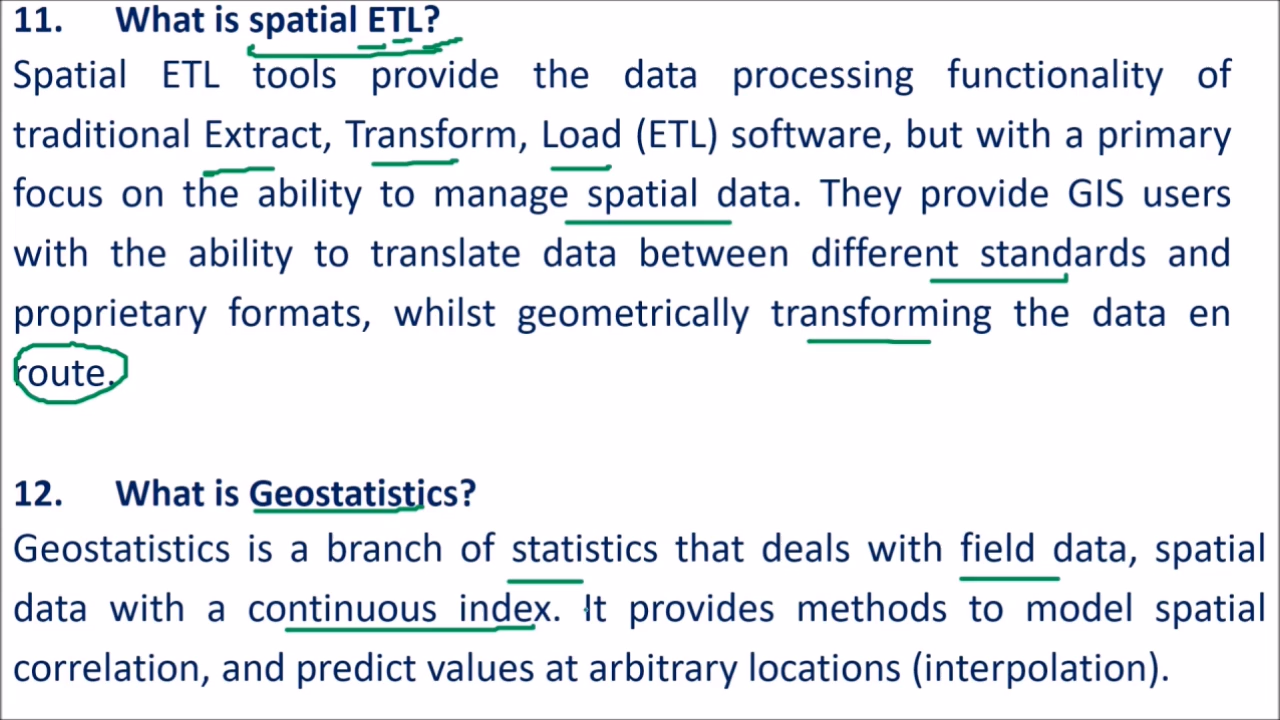 11. What is spatial ETL?
Spatial ETL tools provide the data processing functionality of
traditional Extract, Transform, Load (ETL) software, but with a primary
focus on the ability to manage spatial data. They provide GIS users
with the ability to translate data between different standards and
proprietary formats, whilst geometrically transforming the data en
route.
12. What is Geostatistics?
Geostatistics is a branch of statistics that deals with field data, spatial
data with a continuous index. It provides methods to model spatial
correlation, and predict values at arbitrary locations (interpolation).